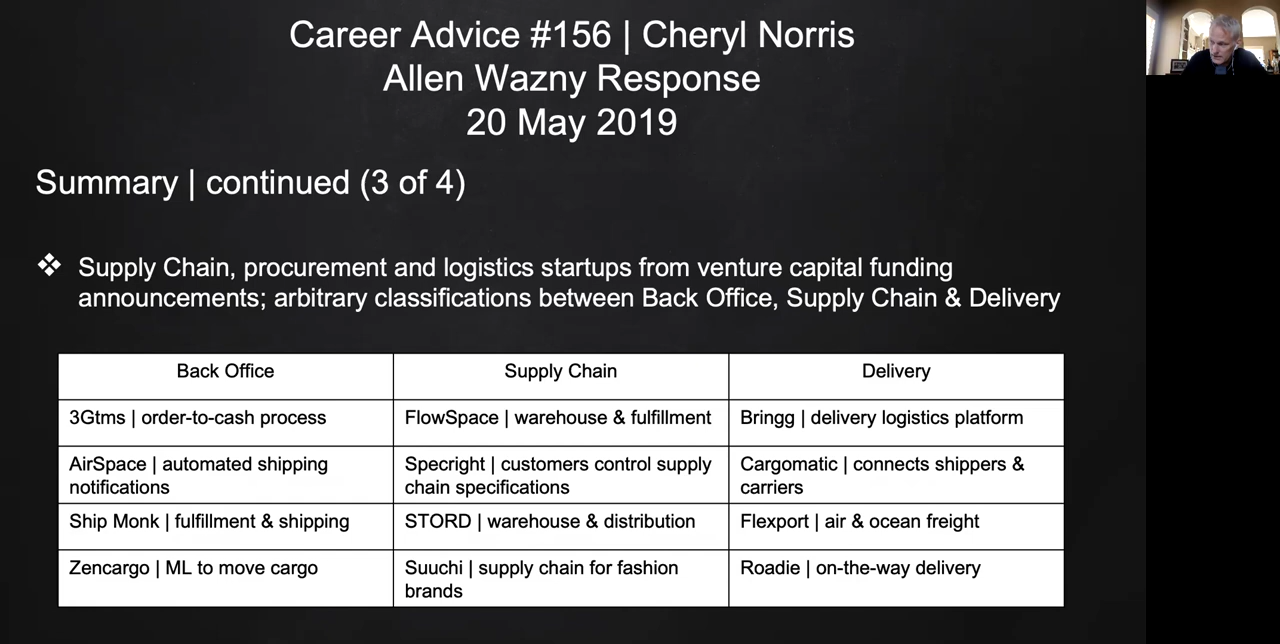 Career Advice #156 | Cheryl Norris
Allen Wazny Response
20 May 2019
Summary | continued (3 of 4)
❖ Supply Chain, procurement and logistics startups from venture capital funding
announcements; arbitrary classifications between Back Office, Supply Chain & Delivery
Back Office
Supply Chain
Delivery
3Gtms | order-to-cash process
FlowSpace | warehouse & fulfillment
Bringg | delivery logistics platform
AirSpace | automated shipping
notifications
Specright | customers control supply
chain specifications
Cargomatic | connects shippers &
carriers
Ship Monk | fulfillment & shipping
STORD | warehouse & distribution
Flexport | air & ocean freight
Zencargo | ML to move cargo
Suuchi | supply chain for fashion
brands
Roadie | on-the-way delivery